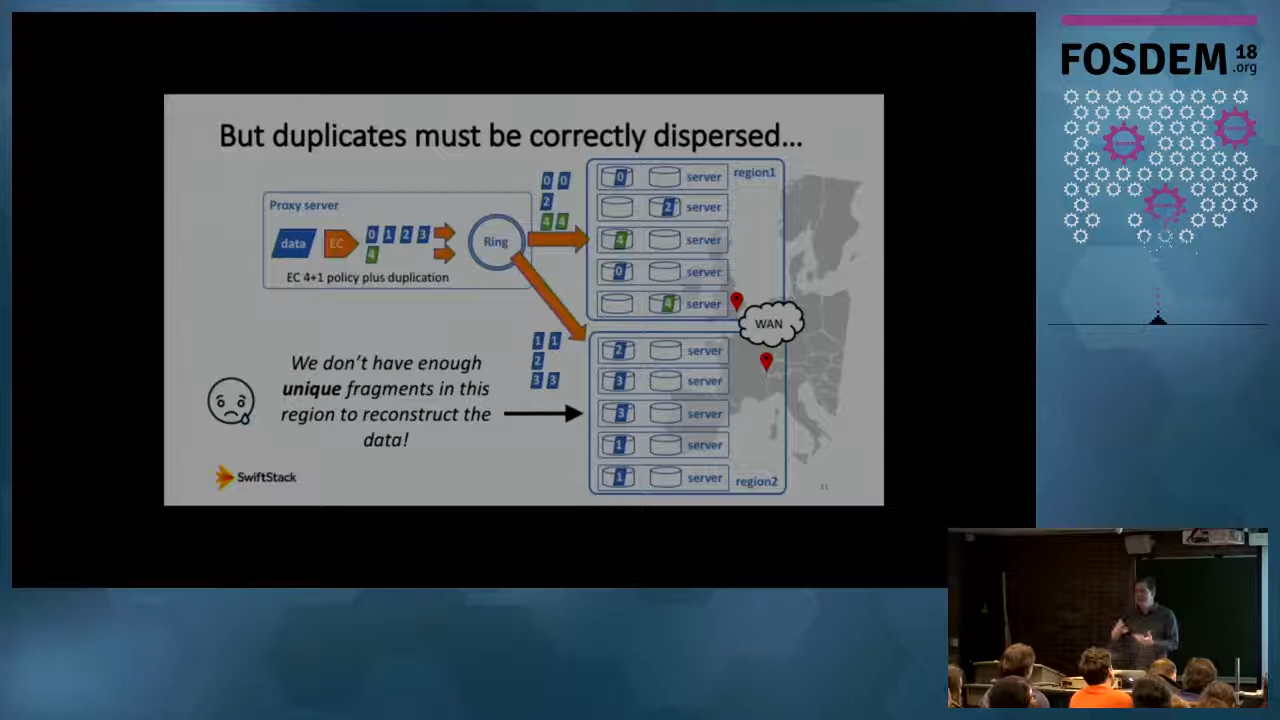 FOSDEM 18 .org
But duplicates must be correctly dispersed...
Proxy server
data EC 0 1 2 3
4
Ring
EC 4+1 policy plus duplication
0 0
2
4 4
region1
0 server
2 server
4 server
0 server
4 server
WAN
1 1
2
3 3
2 server
3 server
3 server
1 server
1 server
region2
We don't have enough
unique fragments in this
region to reconstruct the
data!
SwiftStack
31